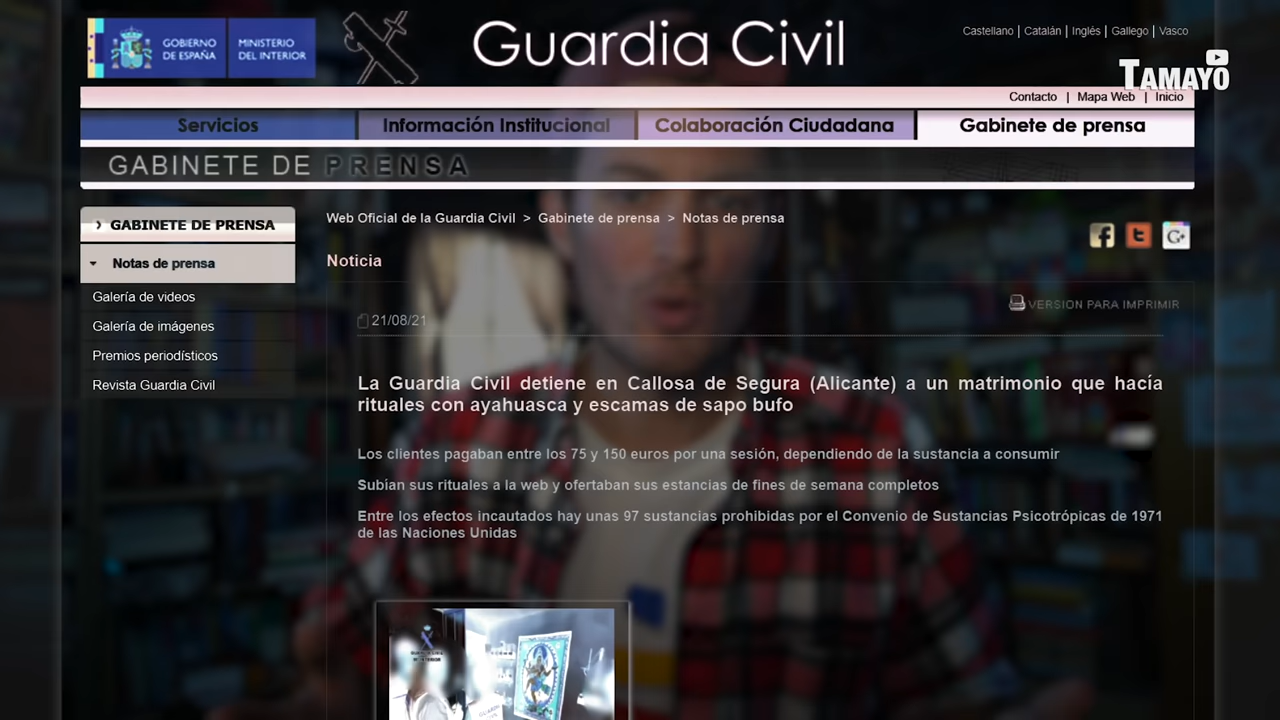 GOBIERNO
DE ESPAÑA
MINISTERIO
DEL INTERIOR
Guardia Civil
Castellano | Catalán | Inglés | Gallego | Vasco
TAMAYO
Contacto | Mapa Web | Inicio
Servicios
Información Institucional
Colaboración Ciudadana
Gabinete de prensa
GABINETE DE PRENSA
GABINETE DE PRENSA
Notas de prensa
Galería de videos
Galería de imágenes
Premios periodísticos
Revista Guardia Civil
Web Oficial de la Guardia Civil > Gabinete de prensa > Notas de prensa
Noticia
VERSION PARA IMPRIMIR
21/08/21
La Guardia Civil detiene en Callosa de Segura (Alicante) a un matrimonio que hacía
rituales con ayahuasca y escamas de sapo bufo
Los clientes pagaban entre los 75 y 150 euros por una sesión, dependiendo de la sustancia a consumir
Subían sus rituales a la web y ofertaban sus estancias de fines de semana completos
Entre los efectos incautados hay unas 97 sustancias prohibidas por el Convenio de Sustancias Psicotrópicas de 1971
de las Naciones Unidas